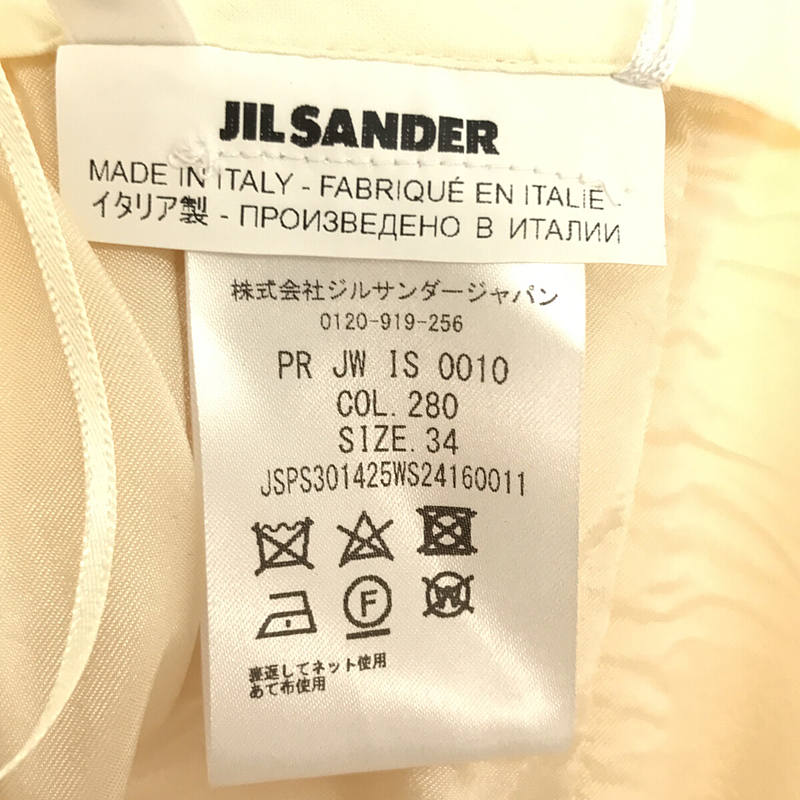 JIL SANDER
MADE IN ITALY - FABRIQUÉ EN ITALIE -
イタリア製 - ПРОИЗВЕДЕНО В ИТАЛИИ
株式会社ジルサンダージャパン
0120-919-256
PR JW IS 0010
COL. 280
SIZE. 34
JSPS301425WS24160011
F
W
裏返してネット使用
あて布使用